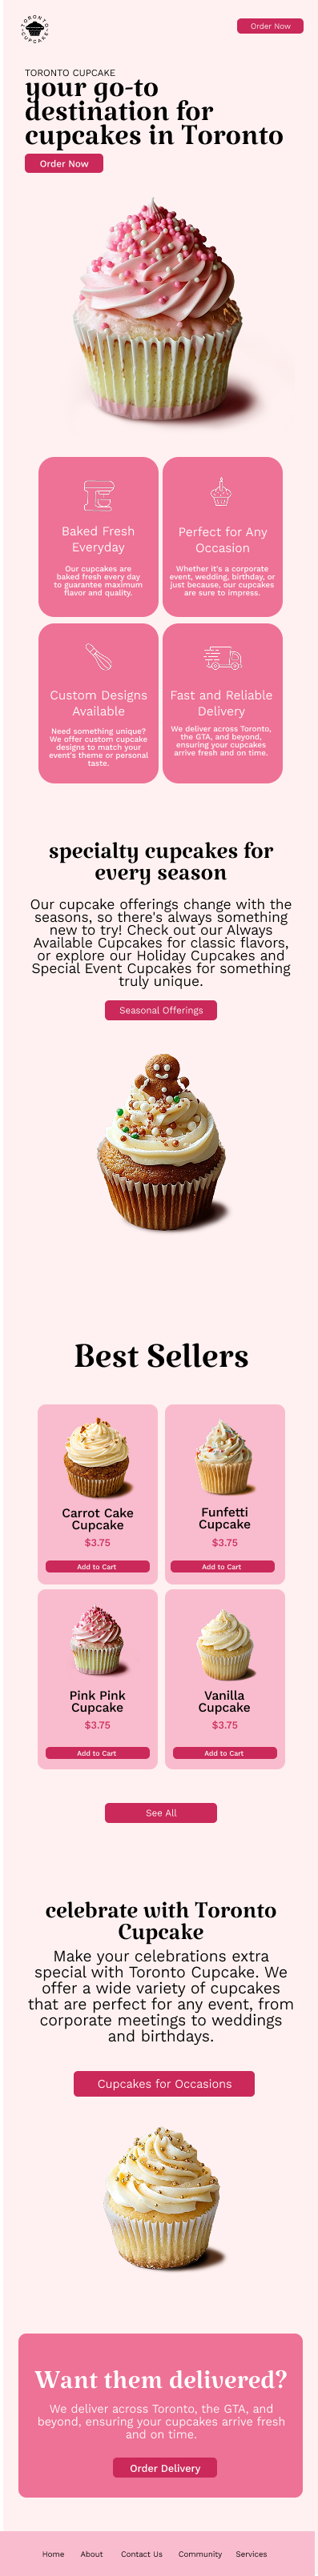 TORONTO
CUPCAKE
Order Now
TORONTO CUPCAKE
your go-to
destination for
cupcakes in Toronto
Order Now
Baked Fresh
Everyday
Our cupcakes are
baked fresh every day
to guarantee maximum
flavor and quality.
Perfect for Any
Occasion
Whether it's a corporate
event, wedding, birthday, or
just because, our cupcakes
are sure to impress.
Custom Designs
Available
Need something unique?
We offer custom cupcake
designs to match your
event's theme or personal
taste.
Fast and Reliable
Delivery
We deliver across Toronto,
the GTA, and beyond,
ensuring your cupcakes
arrive fresh and on time.
specialty cupcakes for
every season
Our cupcake offerings change with the
seasons, so there's always something
new to try! Check out our Always
Available Cupcakes for classic flavors,
or explore our Holiday Cupcakes and
Special Event Cupcakes for something
truly unique.
Seasonal Offerings
Best Sellers
Carrot Cake
Cupcake
$3.75
Add to Cart
Funfetti
Cupcake
$3.75
Add to Cart
Pink Pink
Cupcake
$3.75
Add to Cart
Vanilla
Cupcake
$3.75
Add to Cart
See All
celebrate with Toronto
Cupcake
Make your celebrations extra
special with Toronto Cupcake. We
offer a wide variety of cupcakes
that are perfect for any event, from
corporate meetings to weddings
and birthdays.
Cupcakes for Occasions
Want them delivered?
We deliver across Toronto, the GTA, and
beyond, ensuring your cupcakes arrive fresh
and on time.
Order Delivery
Home About Contact Us Community Services